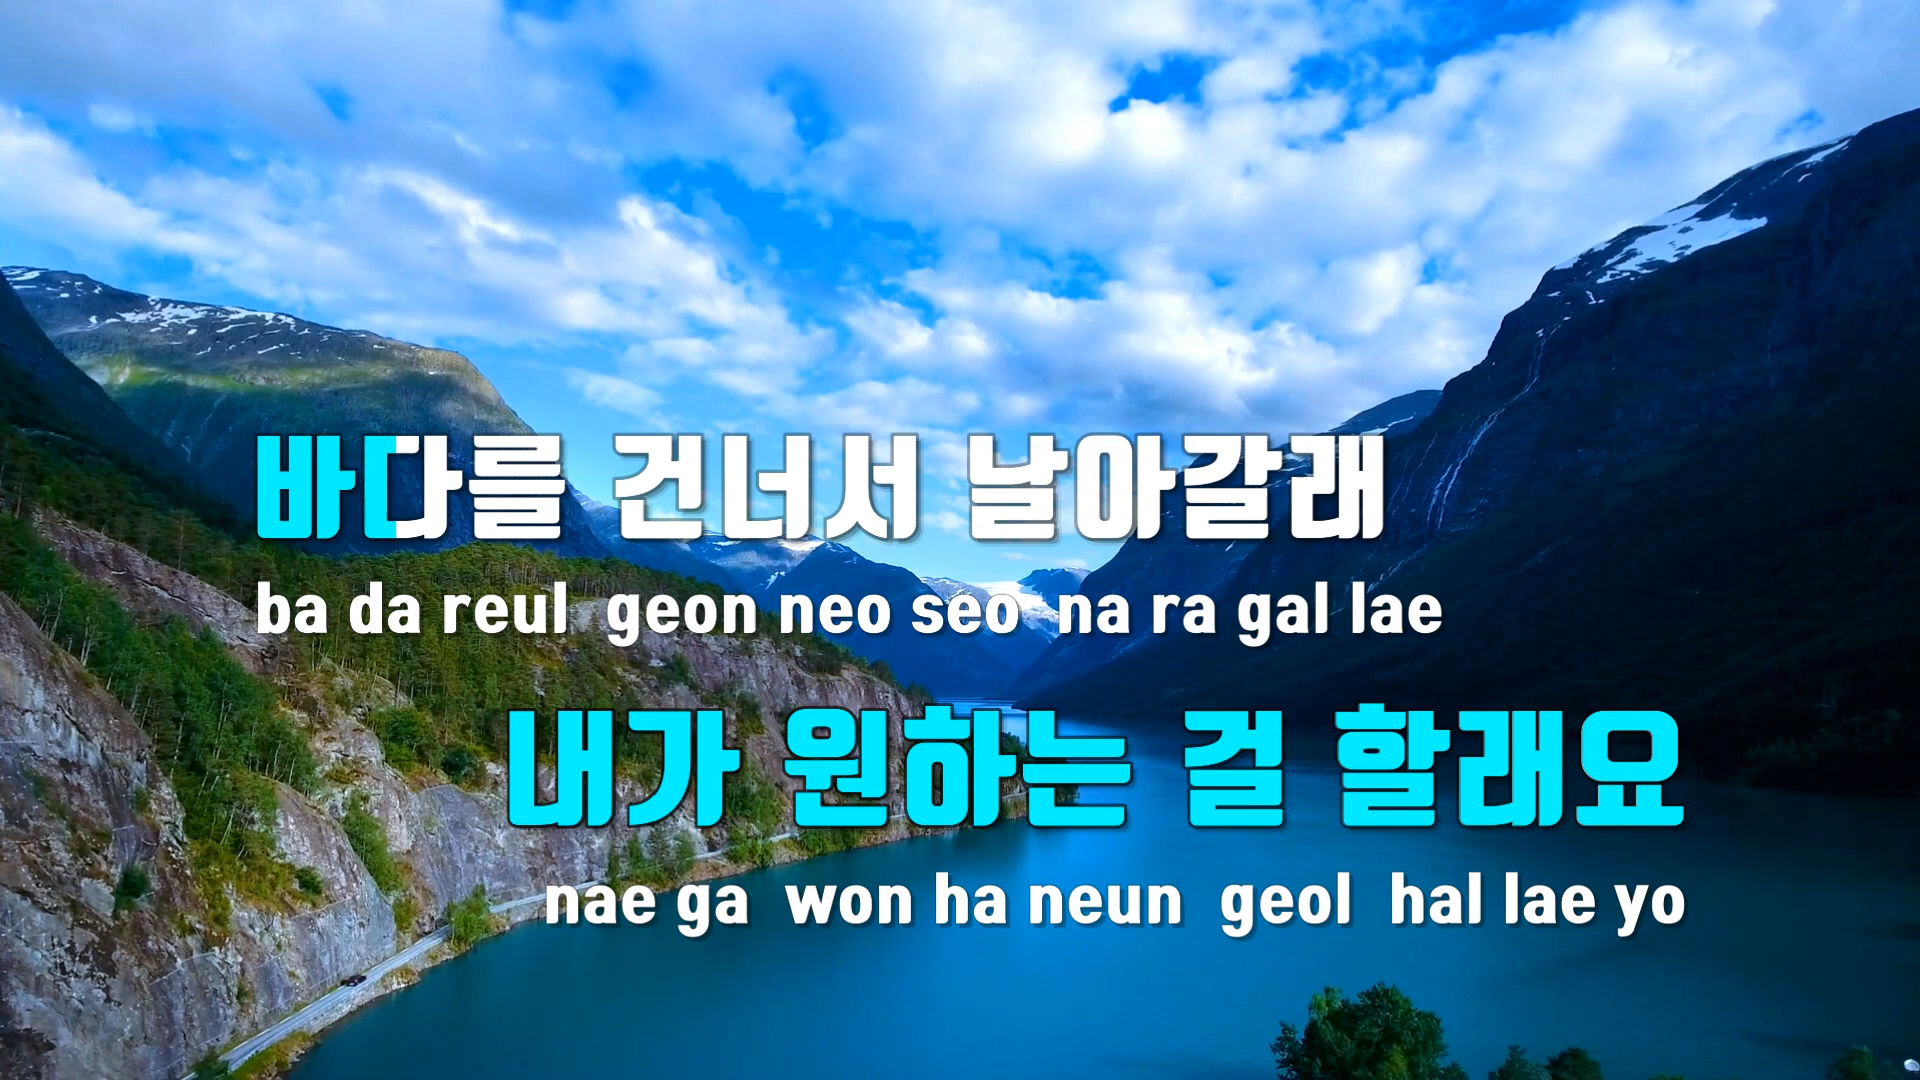 바다를 건너서 날아갈래
ba da reul geon neo seo na ra gal lae
내가 원하는 걸 할래요
nae ga won ha neun geol hal lae yo